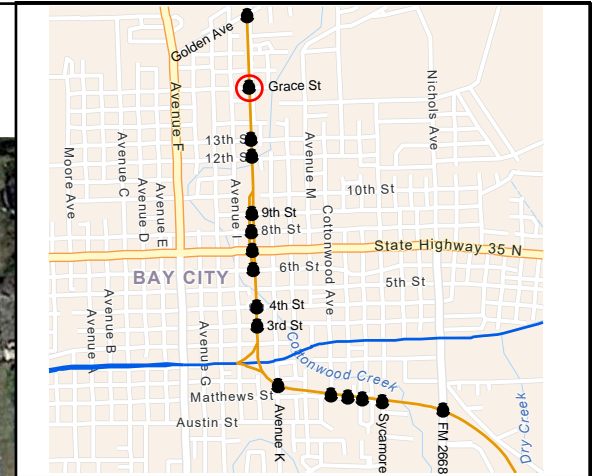 Golden Ave
Grace St
Nichols Ave
Avenue F
13th S
12th S
Avenue M
Avenue C
Moore Ave
Avenue D
Avenue E
Avenue I
10th St
9th St
8th St
Cottonwood Ave
State Highway 35 N
BAY CITY
6th St
5th St
4th St
3rd St
Avenue B
Avenue A
Avenue G
Cottonwood Creek
Matthews St
Austin St
Avenue K
Sycamore
FM 2668
Dry Creek